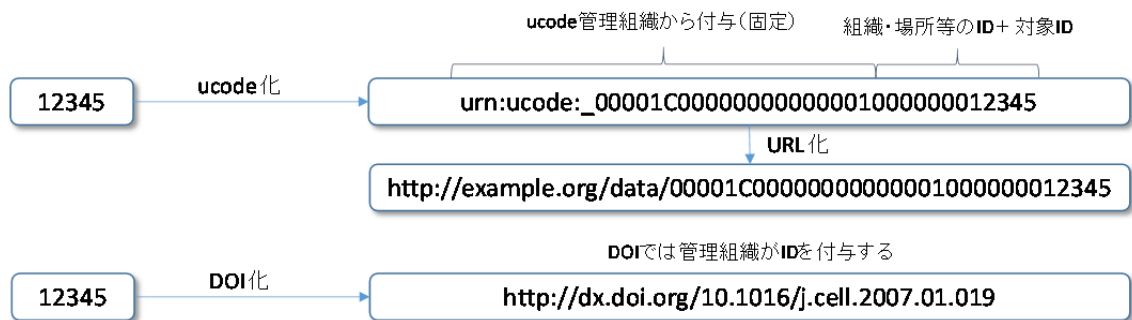 ucode管理組織から付与(固定)
組織・場所等のID+対象ID
12345
ucode化
urn:ucode:_00001C00000000000001000000012345
URL化
http://example.org/data/00001C00000000000001000000012345
DOIでは管理組織がIDを付与する
12345
DOI化
http://dx.doi.org/10.1016/j.cell.2007.01.019